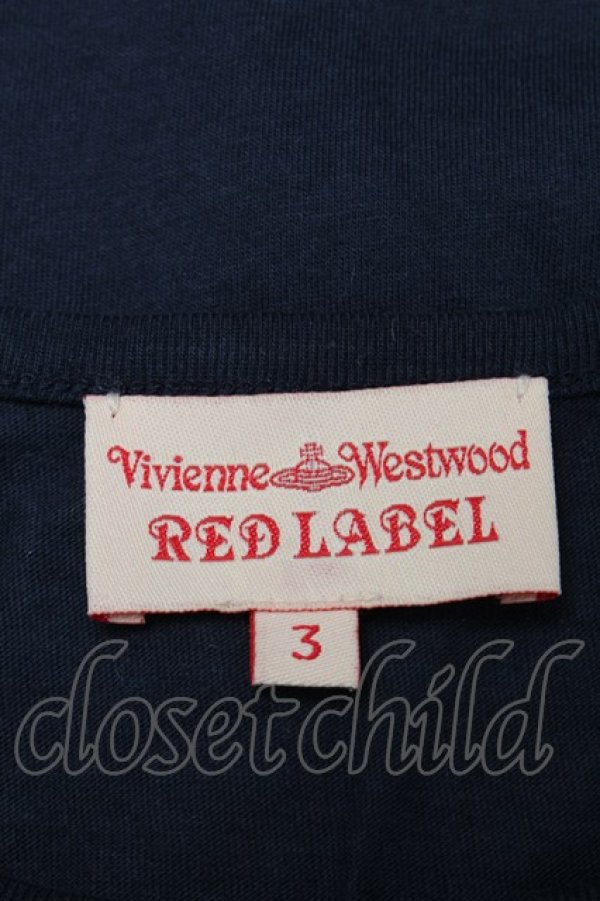 Vivienne Westwood
RED LABEL
3
closetchild